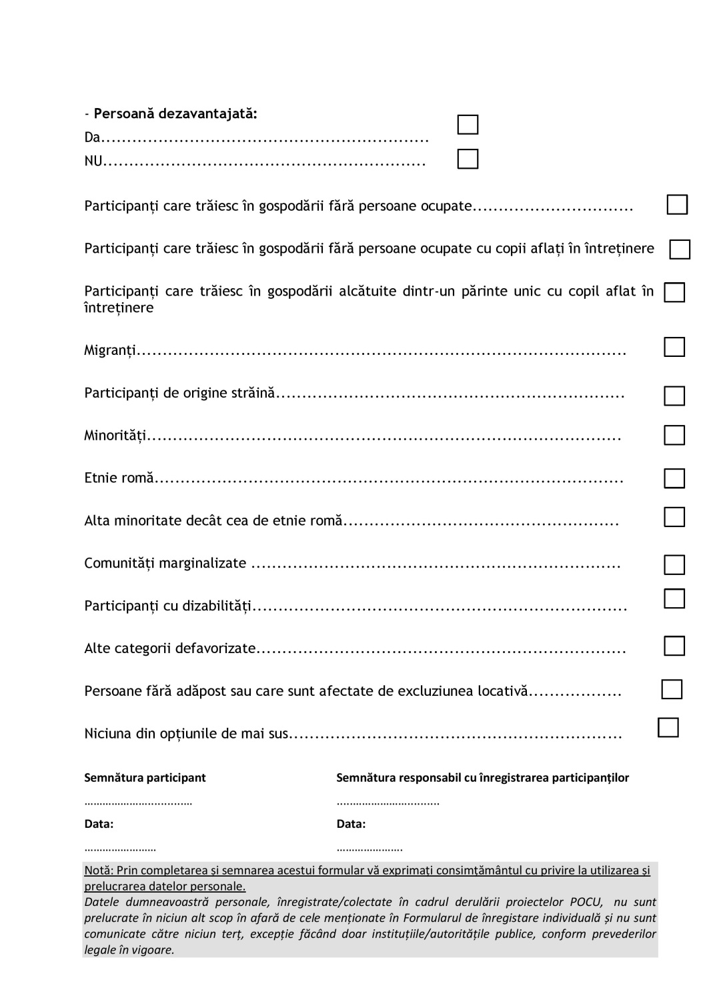 - Persoană dezavantajată:
Da...............................................................
NU..............................................................
Participanți care trăiesc în gospodării fără persoane ocupate...............................
Participanți care trăiesc în gospodării fără persoane ocupate cu copii aflați în întreținere
Participanți care trăiesc în gospodării alcătuite dintr-un părinte unic cu copil aflat în
întreținere
Migranți..............................................................................................
Participanți de origine străină...................................................................
Minorități...........................................................................................
Etnie romă..........................................................................................
Alta minoritate decât cea de etnie romă.....................................................
Comunități marginalizate .......................................................................
Participanți cu dizabilități........................................................................
Alte categorii defavorizate.......................................................................
Persoane fără adăpost sau care sunt afectate de excluziunea locativă..................
Niciuna din opțiunile de mai sus................................................................
Semnătura participant Semnătura responsabil cu înregistrarea participanților
................................... ..................................
Data: Data:
........................ ......................
Notă: Prin completarea și semnarea acestui formular vă exprimați consimțământul cu privire la utilizarea și
prelucrarea datelor personale.
Datele dumneavoastră personale, înregistrate/colectate în cadrul derulării proiectelor POCU, nu sunt
prelucrate în niciun alt scop în afară de cele menționate în Formularul de înregistare individuală și nu sunt
comunicate către niciun terț, excepție făcând doar instituțiile/autoritățile publice, conform prevederilor
legale în vigoare.